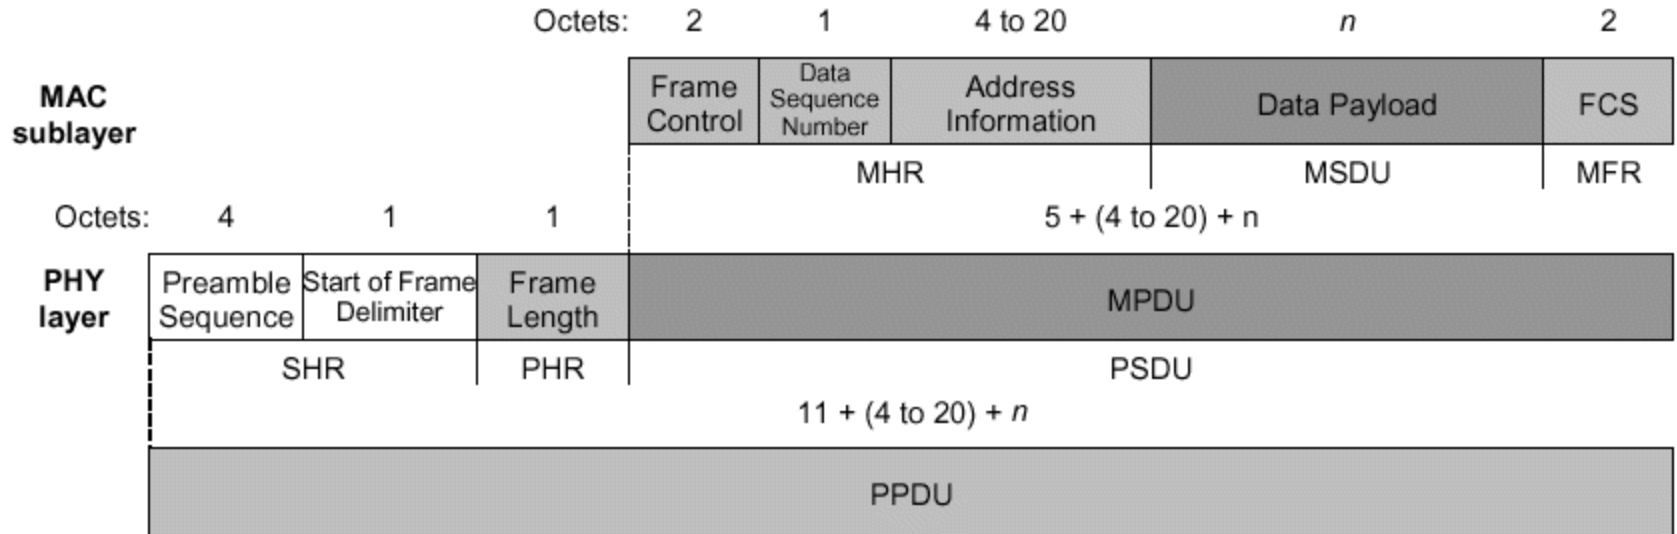 Octets: 2 1 4 to 20 n 2
MAC
sublayer
Frame
Control
Data
Sequence
Number
Address
Information
Data Payload
FCS
MHR MSDU MFR
Octets: 4 1 1 5 + (4 to 20) + n
PHY
layer
Preamble
Sequence
Start of Frame
Delimiter
Frame
Length
MPDU
SHR PHR PSDU
11 + (4 to 20) + n
PPDU